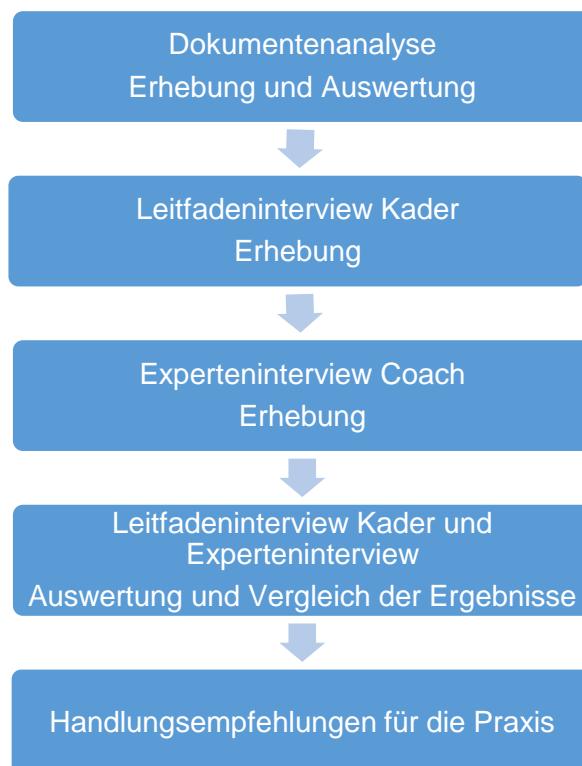 Dokumentenanalyse
Erhebung und Auswertung
Leitfadeninterview Kader
Erhebung
Experteninterview Coach
Erhebung
Leitfadeninterview Kader und
Experteninterview
Auswertung und Vergleich der Ergebnisse
Handlungsempfehlungen für die Praxis